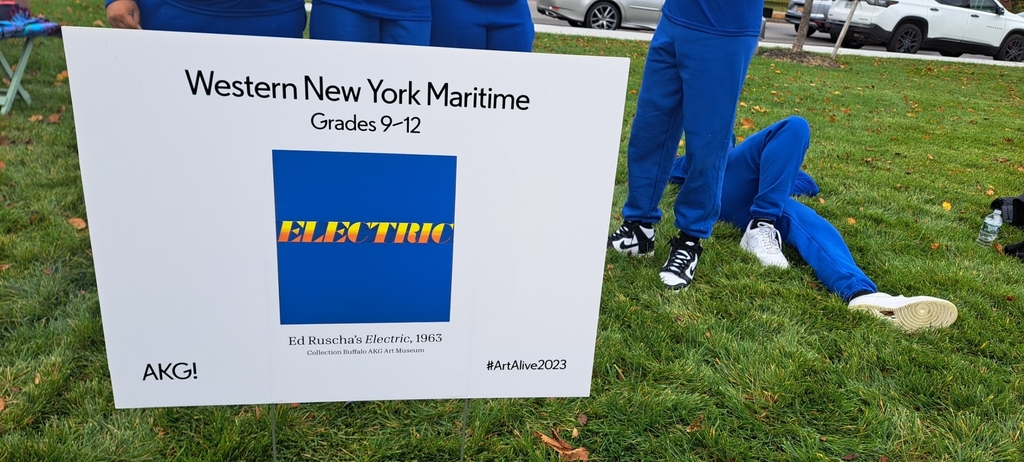 Western New York Maritime
Grades 9-12
ELECTRIC
Ed Ruscha's Electric, 1963
Collection Buffalo AKG Art Museum
AKG!
#ArtAlive2023